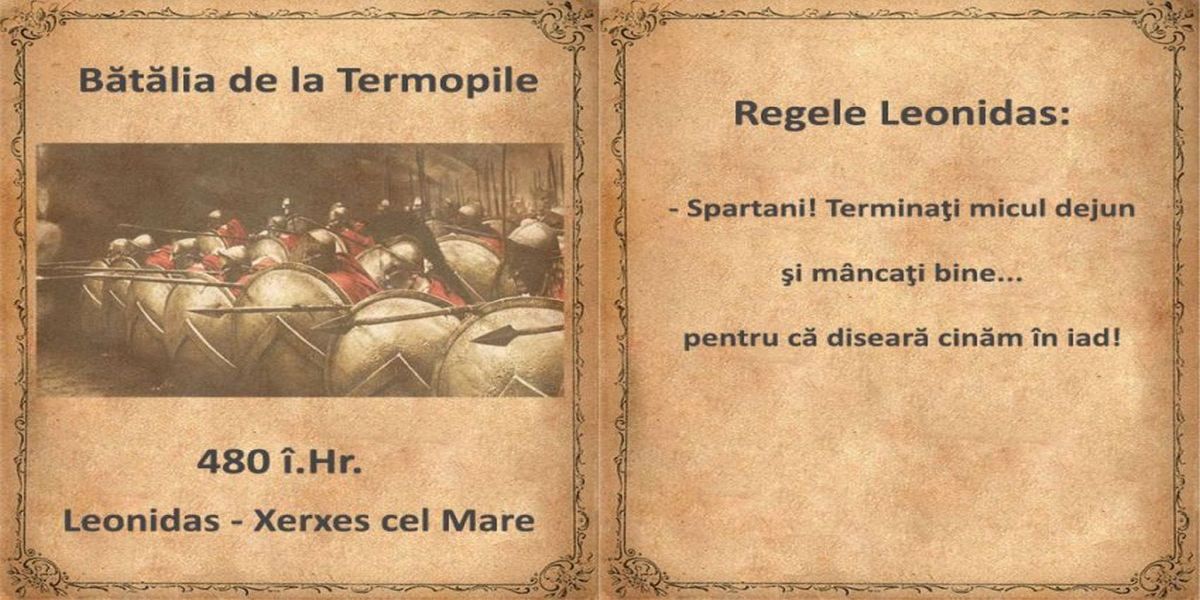 Bătălia de la Termopile
480 î.Hr.
Leonidas - Xerxes cel Mare
Regele Leonidas:
- Spartani! Terminaţi micul dejun
şi mâncaţi bine...
pentru că diseară cinăm în iad!